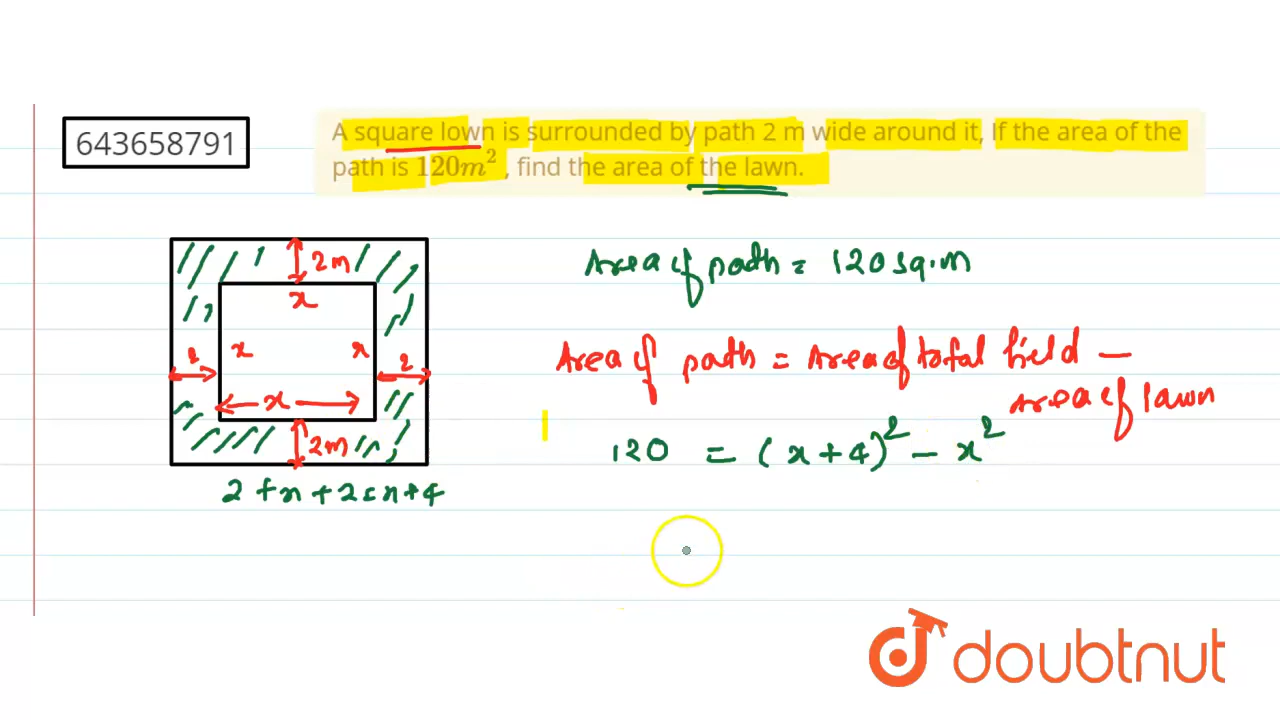 643658791
A square lown is surrounded by path 2 m wide around it, If the area of the
path is 120m², find the area of the lawn.
2m
x
x
x
2
2
x
2m
2+x+2=x+4
Area of path = 120 sq.m
Area of path = Area of total field –
Area of lawn
120 = (x+4)² – x²
doubtnut